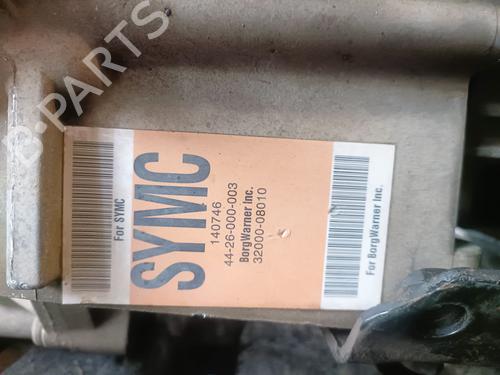 For SYMC
SYMC
140746
44-26-000-003
BorgWarner Inc.
32000-08010
For BorgWarner Inc.
B-PARTS